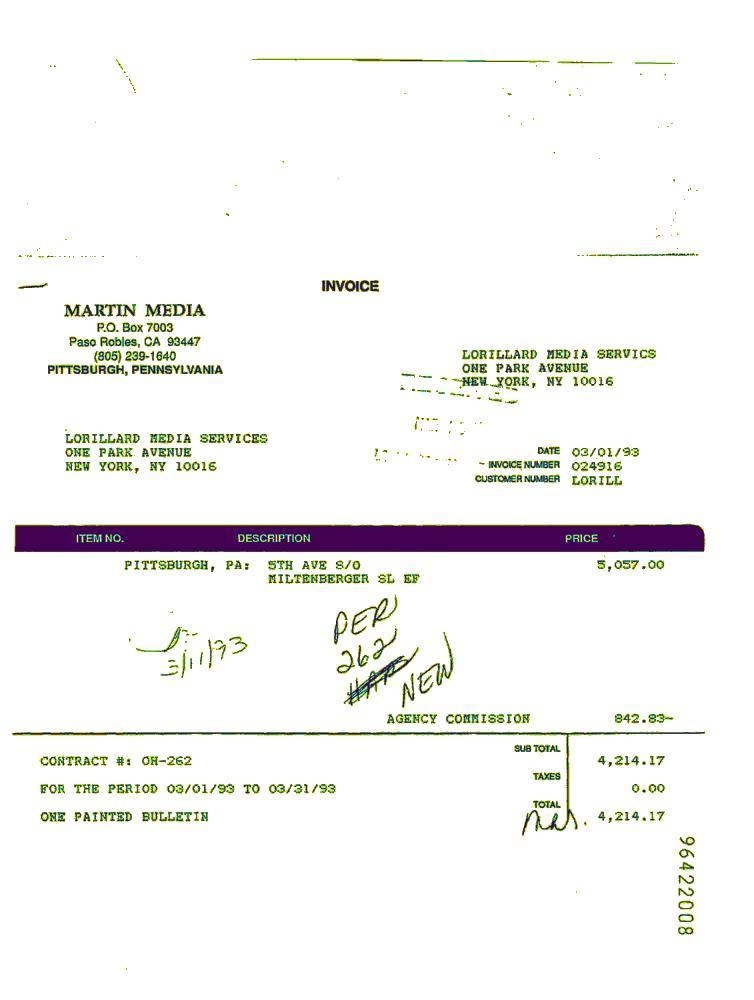 INVOICE
MARTIN MEDIA
P.O. Box 7003
Paso Robles, CA 93447
(805) 239-1640
PITTSBURGH, PENNSYLVANIA
LORILLARD MEDIA SERVICS
ONE PARK AVENUE
NEW YORK, NY 10016
LORILLARD MEDIA SERVICES
ONE PARK AVENUE
NEW YORK, NY 10016
DATE 03/01/93
INVOICE NUMBER 024916
CUSTOMER NUMBER LORILL
ITEM NO. DESCRIPTION PRICE
PITTSBURGH, PA: 5TH AVE S/O 5,057.00
MILTENBERGER SL EF
PER
262
NEW
3/11/93
AGENCY COMMISSION 842.83-
SUB TOTAL
CONTRACT #: OH-262 4,214.17
TAXES
FOR THE PERIOD 03/01/93 TO 03/31/93 0.00
TOTAL
ONE PAINTED BULLETIN 4,214.17
96422008